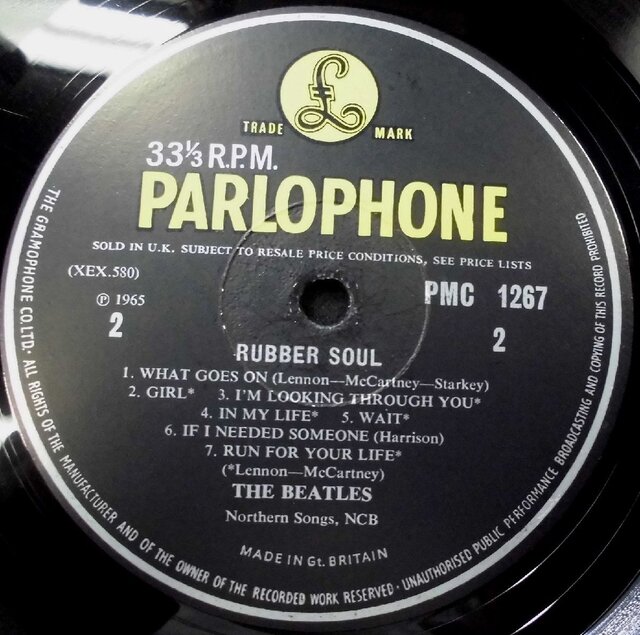 £
TRADE MARK
33⅓ R.P.M.
PARLOPHONE
SOLD IN U.K. SUBJECT TO RESALE PRICE CONDITIONS, SEE PRICE LISTS
(XEX.580)
PMC 1267
℗ 1965
2
2
RUBBER SOUL
1. WHAT GOES ON (Lennon—McCartney—Starkey)
2. GIRL* 3. I'M LOOKING THROUGH YOU*
4. IN MY LIFE* 5. WAIT*
6. IF I NEEDED SOMEONE (Harrison)
7. RUN FOR YOUR LIFE*
(*Lennon—McCartney)
THE BEATLES
Northern Songs, NCB
MADE IN Gt. BRITAIN
THE GRAMOPHONE CO. LTD. · ALL RIGHTS OF THE MANUFACTURER AND OF THE OWNER OF THE RECORDED WORK RESERVED · UNAUTHORISED PUBLIC PERFORMANCE BROADCASTING AND COPYING OF THIS RECORD PROHIBITED